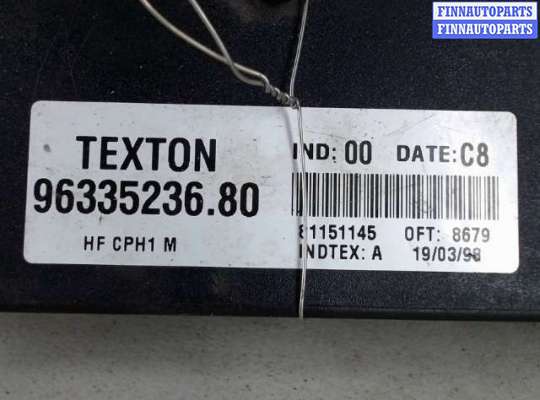 FINNAUTOPARTS
FINNAUTOPARTS
TEXTON
IND: 00 DATE: C8
96335236.80
81151145 OFT: 8679
HF CPH1 M
INDTEX: A 19/03/98